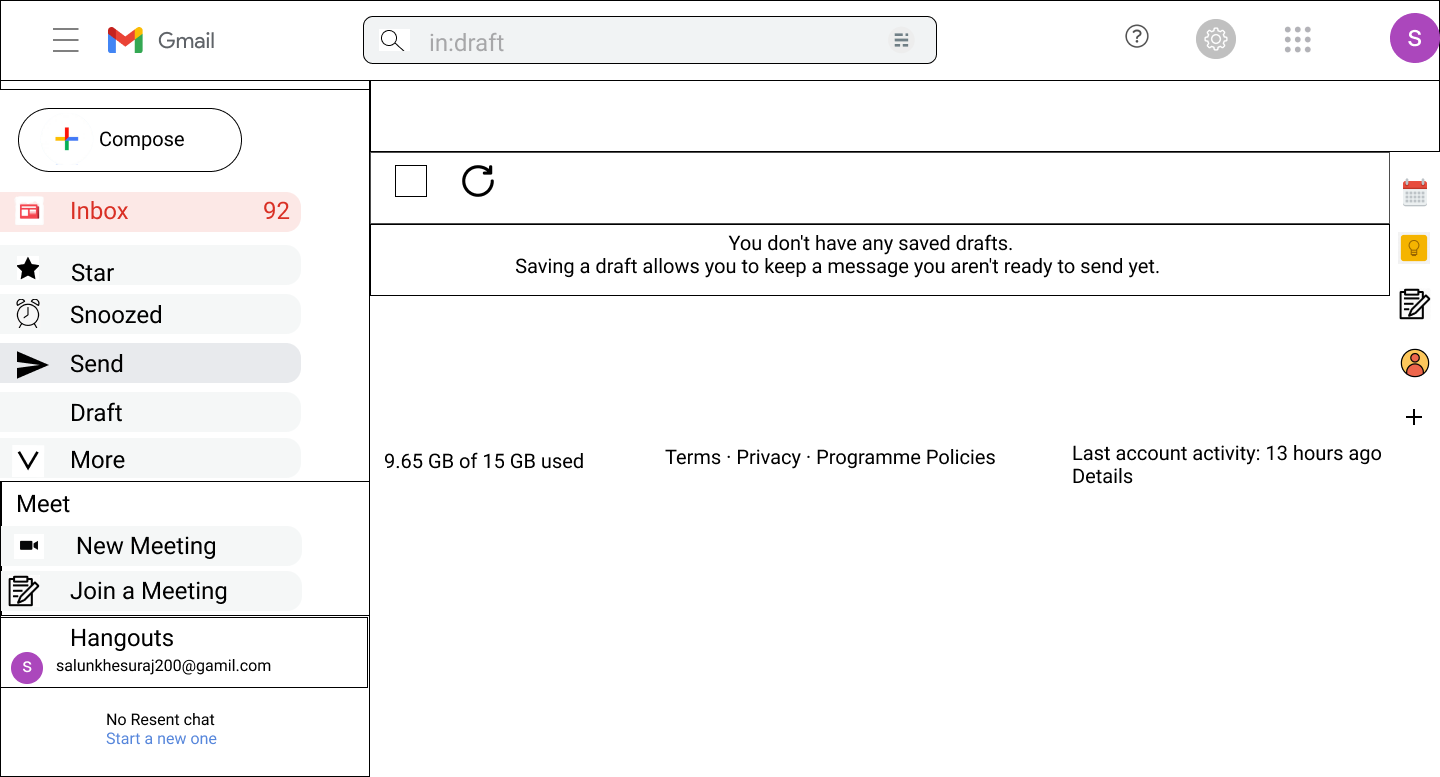 Gmail
in:draft
S
Compose
Inbox 92
Star
Snoozed
Send
Draft
More
Meet
New Meeting
Join a Meeting
Hangouts
S
salunkhesuraj200@gamil.com
No Resent chat
Start a new one
You don't have any saved drafts.
Saving a draft allows you to keep a message you aren't ready to send yet.
9.65 GB of 15 GB used
Terms · Privacy · Programme Policies
Last account activity: 13 hours ago
Details